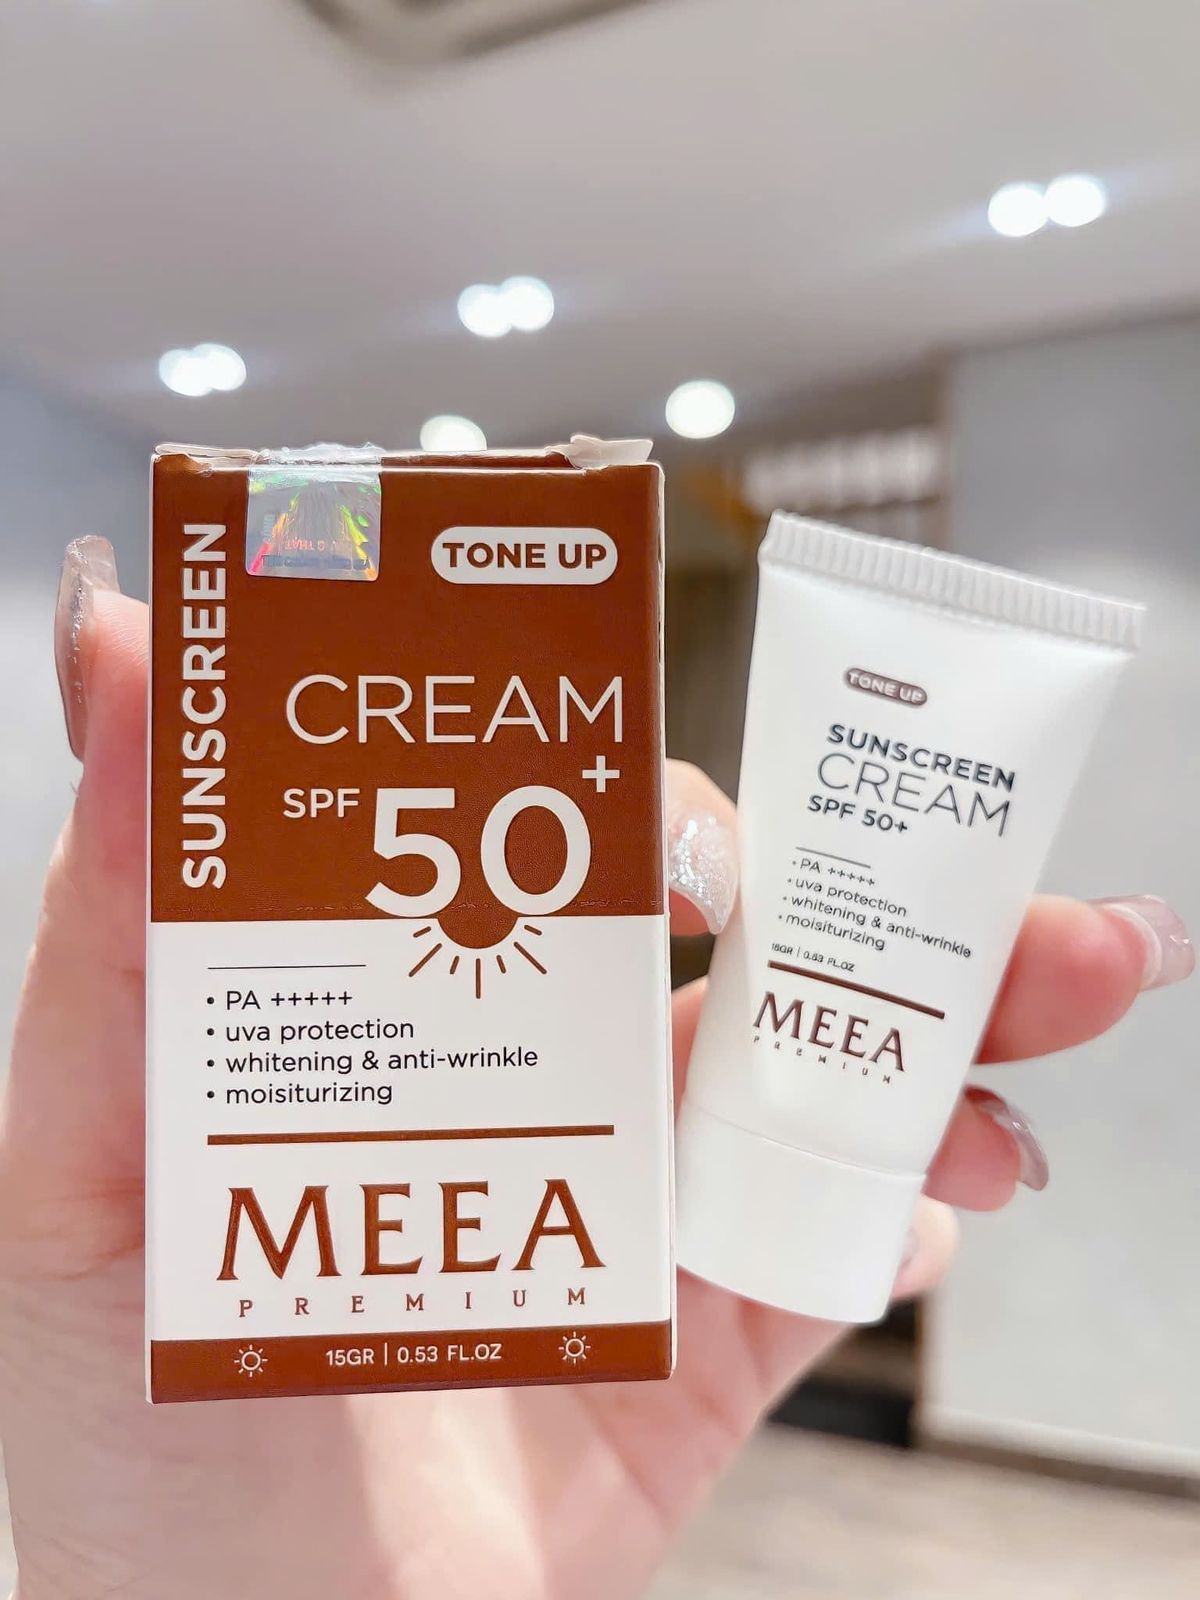 SUNSCREEN
TONE UP
CREAM
SPF 50+
• PA +++++
• uva protection
• whitening & anti-wrinkle
• moisiturizing
MEEA
PREMIUM
15GR | 0.53 FL.OZ
TONE UP
SUNSCREEN
CREAM
SPF 50+
• PA +++++
• uva protection
• whitening & anti-wrinkle
• moisiturizing
15GR | 0.53 FL.OZ
MEEA
PREMIUM